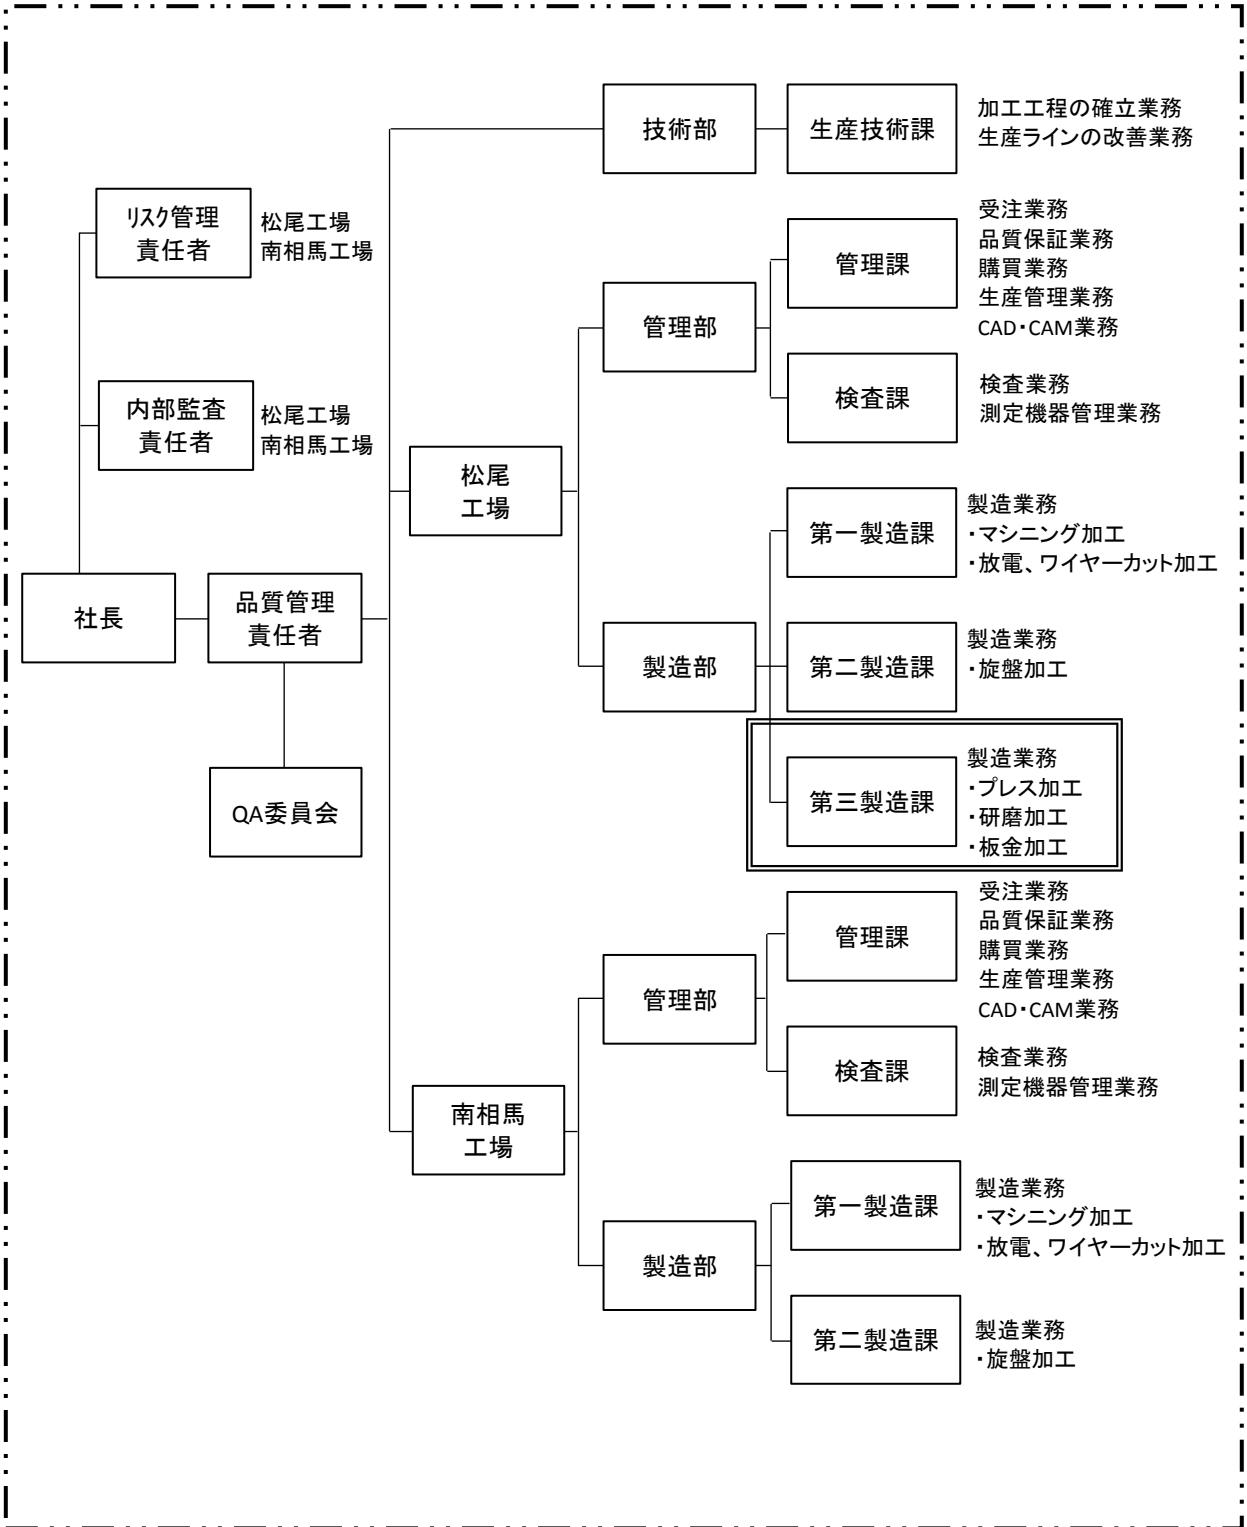 技術部
生産技術課
加工工程の確立業務
生産ラインの改善業務
リスク管理
責任者
松尾工場
南相馬工場
管理部
管理課
受注業務
品質保証業務
購買業務
生産管理業務
CAD・CAM業務
検査課
検査業務
測定機器管理業務
内部監査
責任者
松尾工場
南相馬工場
松尾
工場
第一製造課
製造業務
・マシニング加工
・放電、ワイヤーカット加工
社長
品質管理
責任者
製造部
第二製造課
製造業務
・旋盤加工
QA委員会
第三製造課
製造業務
・プレス加工
・研磨加工
・板金加工
管理部
管理課
受注業務
品質保証業務
購買業務
生産管理業務
CAD・CAM業務
検査課
検査業務
測定機器管理業務
南相馬
工場
製造部
第一製造課
製造業務
・マシニング加工
・放電、ワイヤーカット加工
第二製造課
製造業務
・旋盤加工